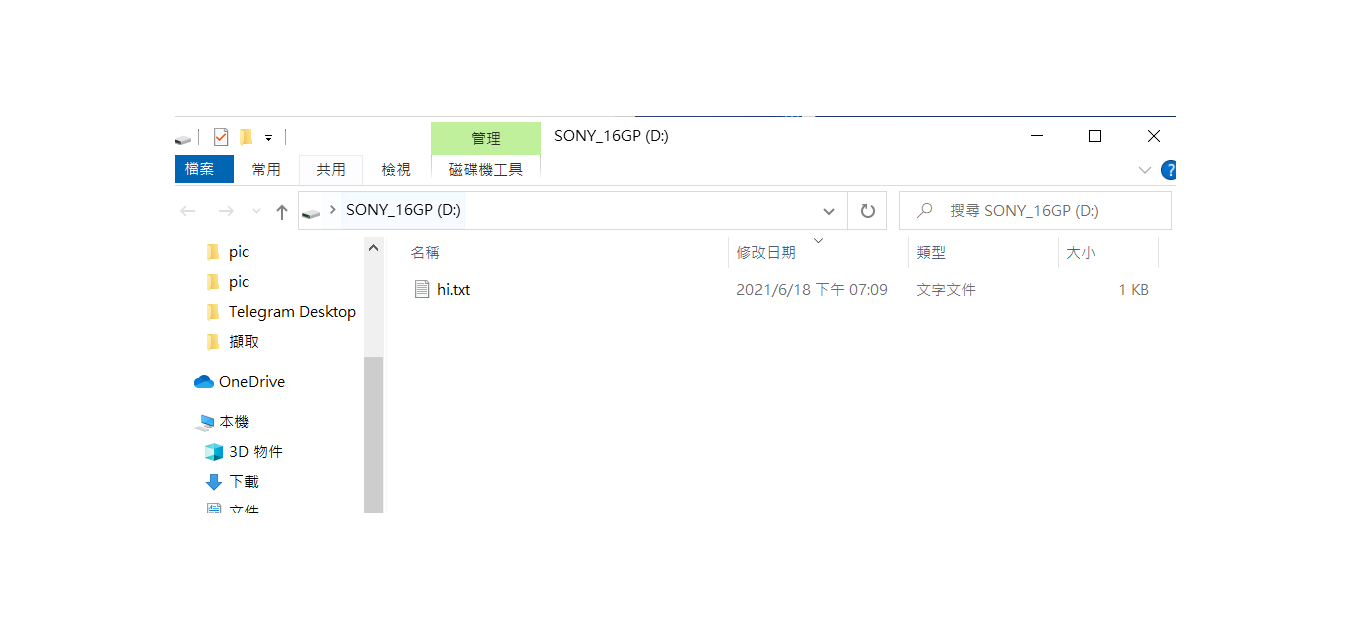 管理 SONY_16GP (D:)
檔案 常用 共用 檢視 磁碟機工具 ?
SONY_16GP (D:) 搜尋 SONY_16GP (D:)
pic
pic
Telegram Desktop
擷取
OneDrive
本機
3D 物件
下載
文件
名稱 修改日期 類型 大小
hi.txt 2021/6/18 下午 07:09 文字文件 1 KB